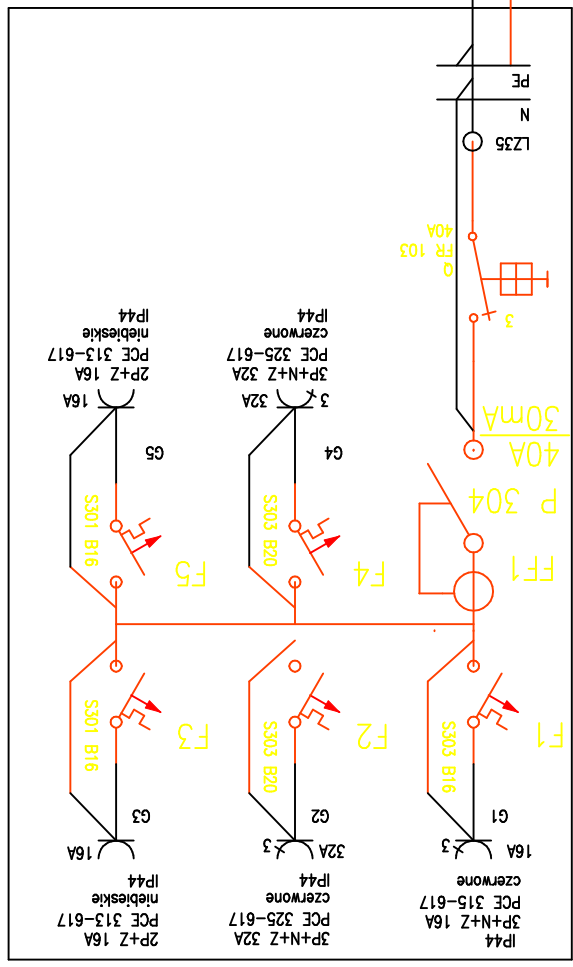 IP44
3P+N+Z 16A
PCE 315-617
czerwone
16A
3
G1
F1
S303 B16
3P+N+Z 32A
PCE 325-617
czerwone
IP44
32A
3
G2
F2
S303 B20
2P+Z 16A
PCE 313-617
niebieskie
IP44
16A
G3
F3
S301 B16
FF1
P 304
40A
30mA
F4
S303 B20
G4
3
32A
3P+N+Z 32A
PCE 325-617
czerwone
IP44
F5
S301 B16
G5
16A
2P+Z 16A
PCE 313-617
niebieskie
IP44
3
Q
FR 103
40A
LZ35
N
PE